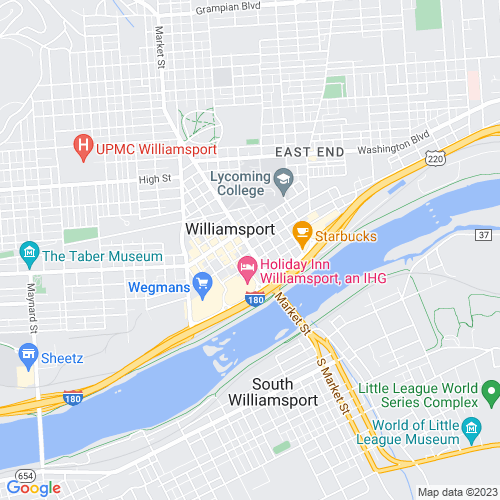 Grampian Blvd
Market St
Washington Blvd
EAST END
220
UPMC Williamsport
High St
Lycoming
College
Williamsport
Starbucks
37
The Taber Museum
Holiday Inn
Williamsport, an IHG
Wegmans
180
Maynard St
Market St
Sheetz
S Market St
South
Williamsport
Little League World
Series Complex
180
World of Little
League Museum
654
Google
Map data ©2023